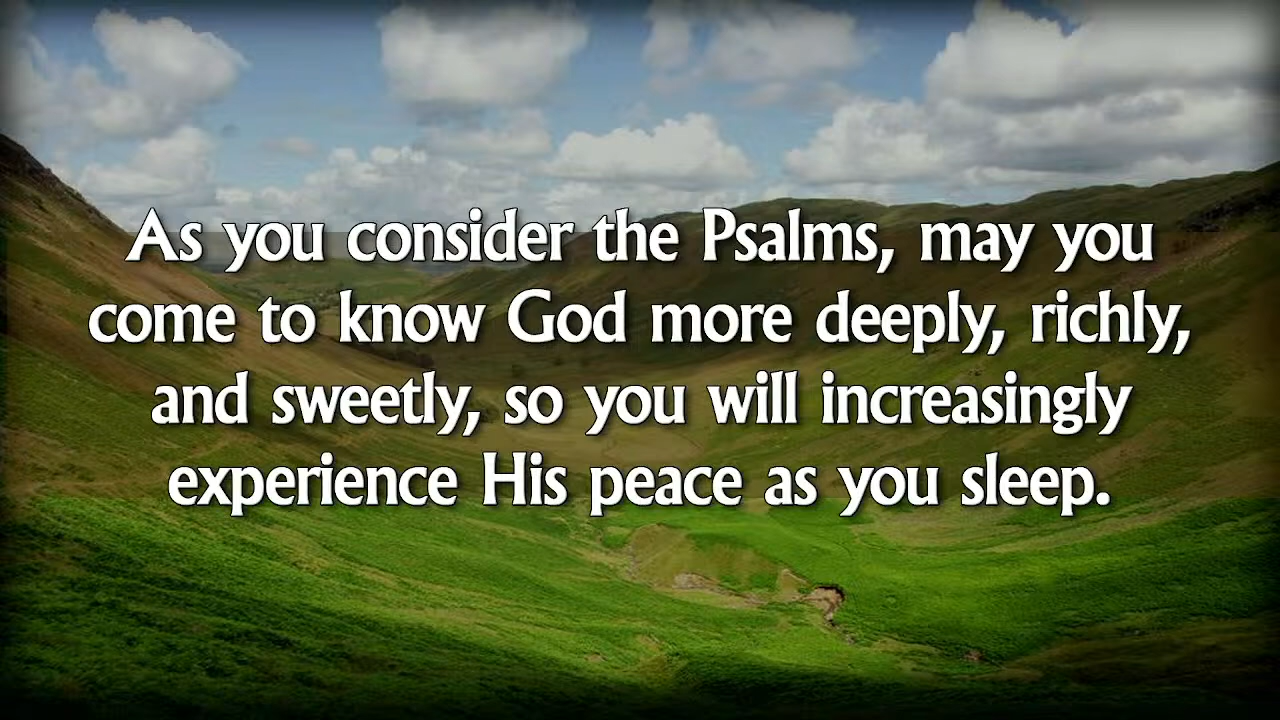 As you consider the Psalms, may you
come to know God more deeply, richly,
and sweetly, so you will increasingly
experience His peace as you sleep.